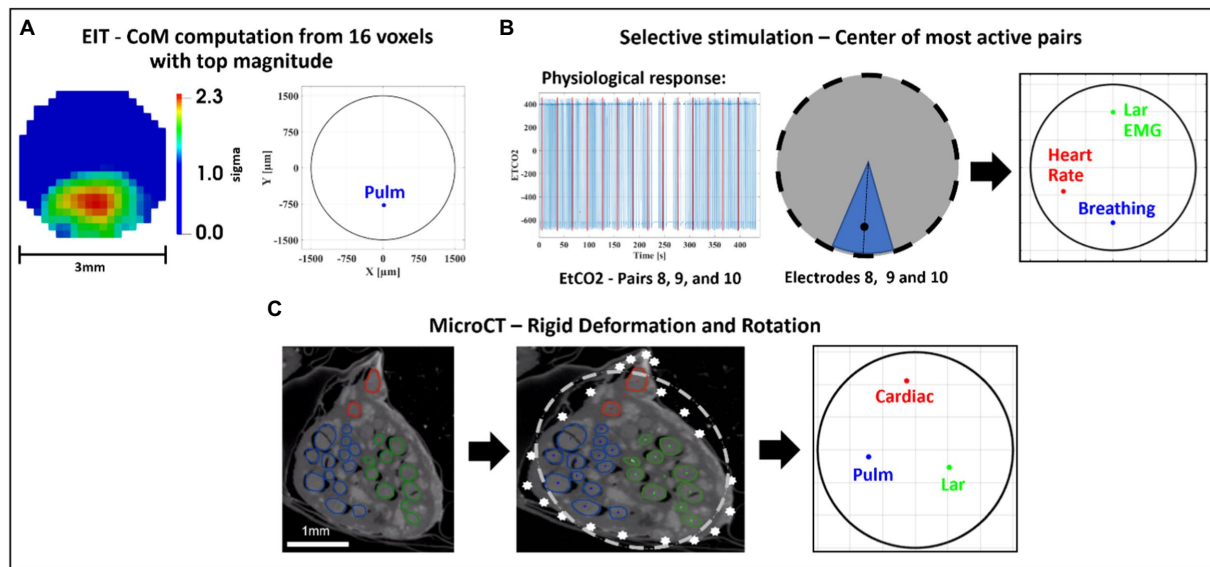 A
EIT - CoM computation from 16 voxels
with top magnitude
2.3
1.0
0.0
sigma
3mm
1500
750
0
-750
-1500
Y [µm]
Pulm
-1500 -750 0 750 1500
X [µm]
B
Selective stimulation – Center of most active pairs
Physiological response:
400
200
0
-200
-400
-600
ETCO2
0 50 100 150 200 250 300 350 400
Time [s]
EtCO2 - Pairs 8, 9, and 10
Electrodes 8, 9 and 10
Lar
EMG
Heart
Rate
Breathing
C
MicroCT – Rigid Deformation and Rotation
1mm
Cardiac
Pulm
Lar